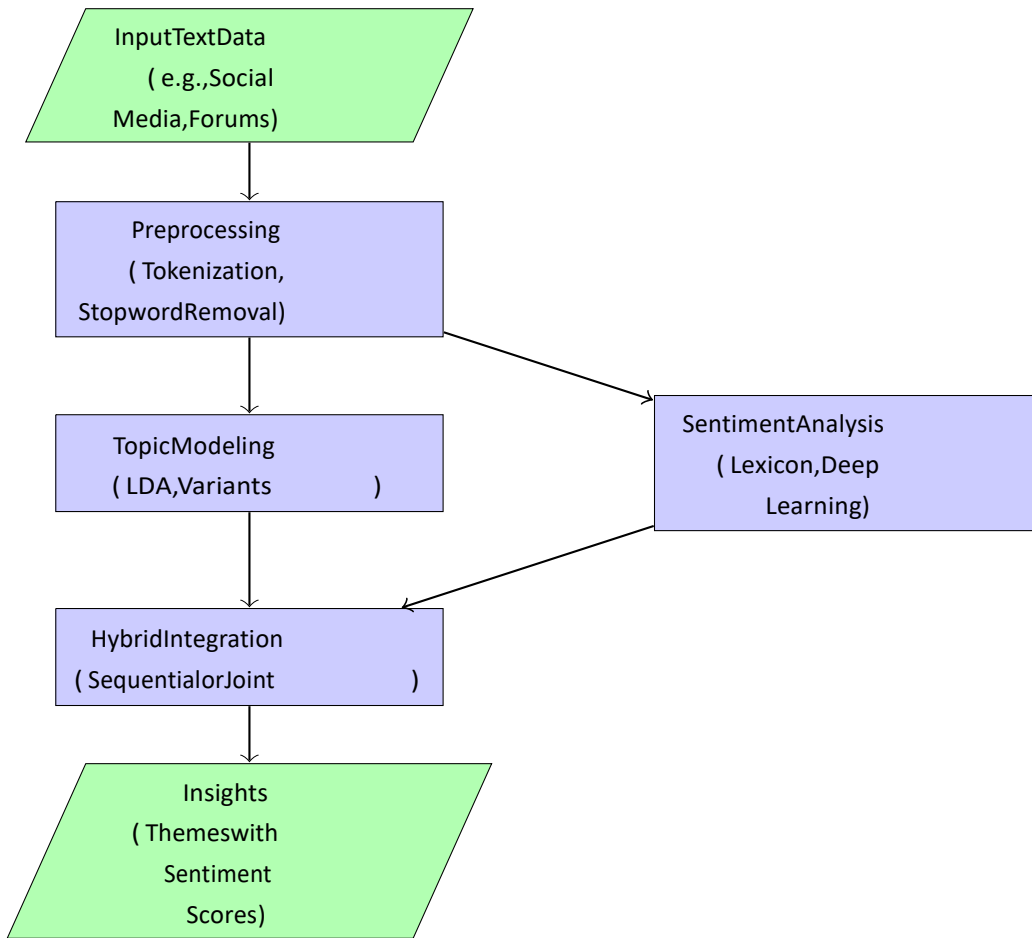 InputTextData
( e.g.,Social
Media,Forums)
Preprocessing
( Tokenization,
StopwordRemoval)
TopicModeling
( LDA,Variants )
SentimentAnalysis
( Lexicon,Deep
Learning)
HybridIntegration
( SequentialorJoint )
Insights
( Themeswith
Sentiment
Scores)